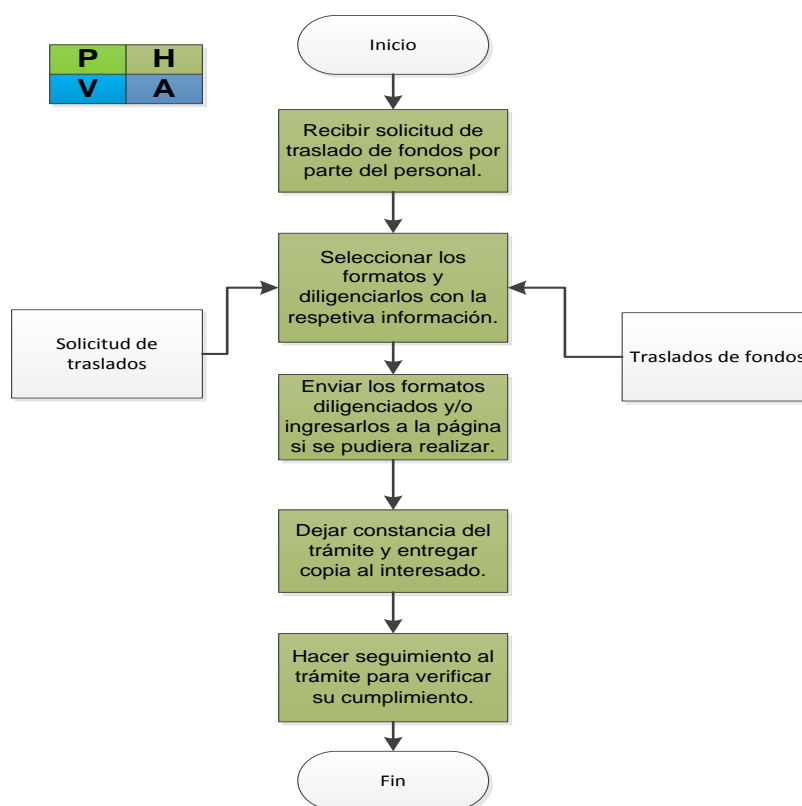 Inicio
P H
V A
Recibir solicitud de
traslado de fondos por
parte del personal.
Seleccionar los
formatos y
diligenciarlos con la
respetiva información.
Solicitud de
traslados
Traslados de fondos
Enviar los formatos
diligenciados y/o
ingresarlos a la página
si se pudiera realizar.
Dejar constancia del
trámite y entregar
copia al interesado.
Hacer seguimiento al
trámite para verificar
su cumplimiento.
Fin